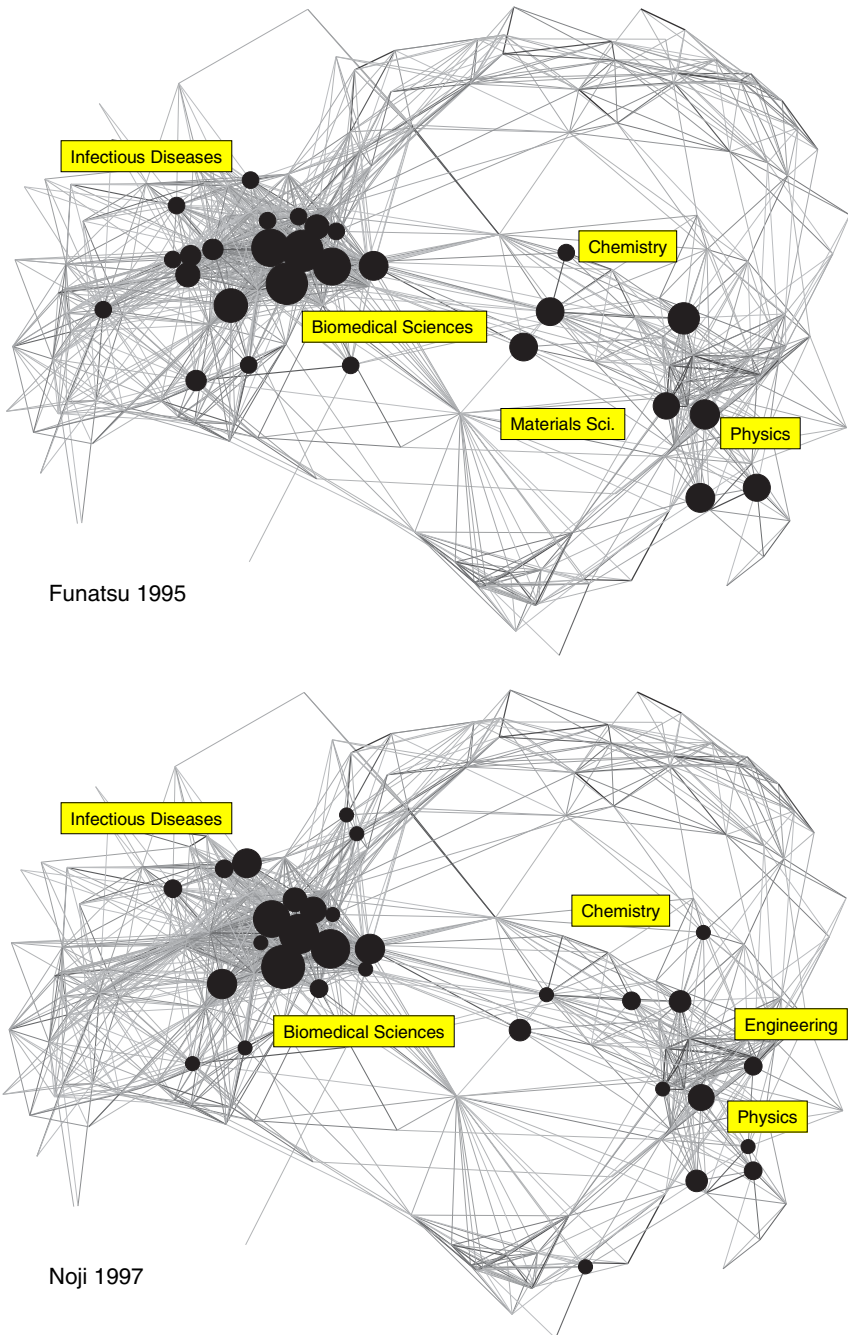 Infectious Diseases
Chemistry
Biomedical Sciences
Materials Sci.
Physics
Funatsu 1995
Infectious Diseases
Chemistry
Engineering
Biomedical Sciences
Physics
Noji 1997